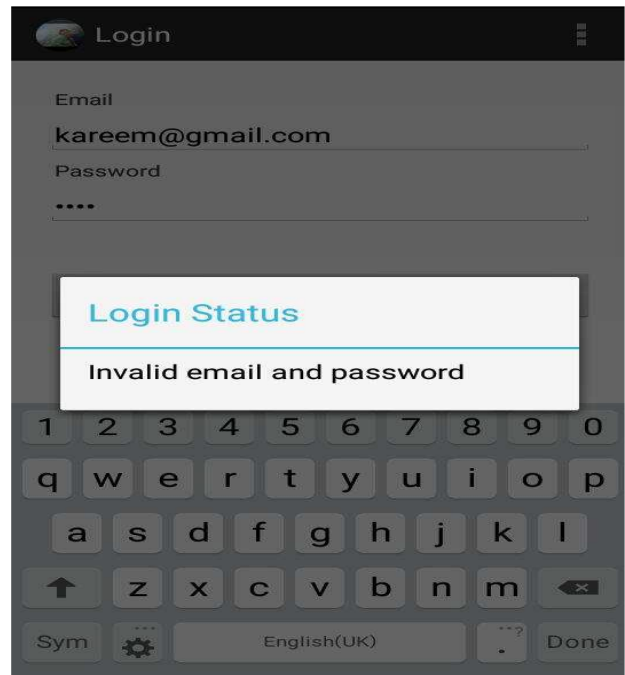 Login
Email
kareem@gmail.com
Password
••••
Login Status
Invalid email and password
1 2 3 4 5 6 7 8 9 0
q w e r t y u i o p
a s d f g h j k l
z x c v b n m
Sym English(UK) . ? Done